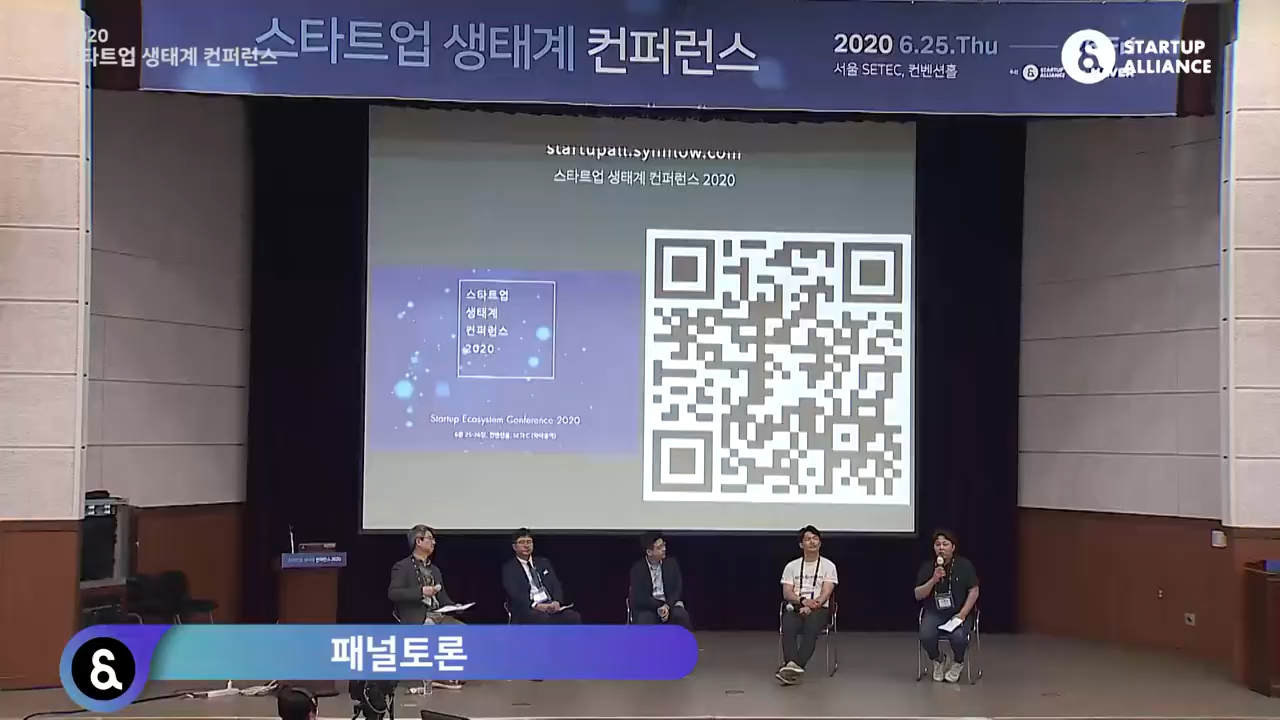 스타트업 생태계 컨퍼런스
스타트업 생태계 컨퍼런스
2020 6.25.Thu
서울 SETEC, 컨벤션홀
STARTUP
ALLIANCE
STARTUP
ALLIANCE
스타트업 생태계 컨퍼런스 2020
스타트업
생태계
컨퍼런스
2020
Startup Ecosystem Conference 2020
패널토론